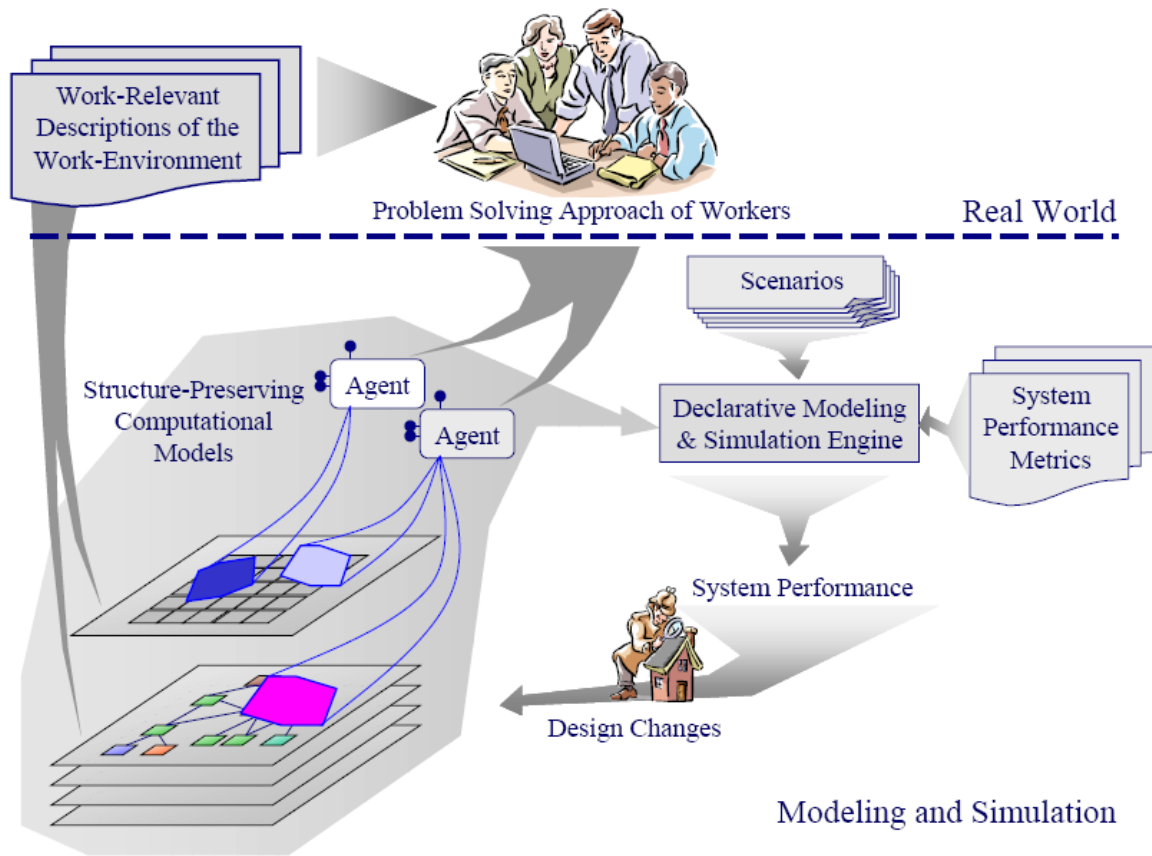 Work-Relevant
Descriptions of the
Work-Environment
Problem Solving Approach of Workers
Real World
Scenarios
Structure-Preserving
Computational
Models
Agent
Agent
Declarative Modeling
& Simulation Engine
System
Performance
Metrics
System Performance
Design Changes
Modeling and Simulation